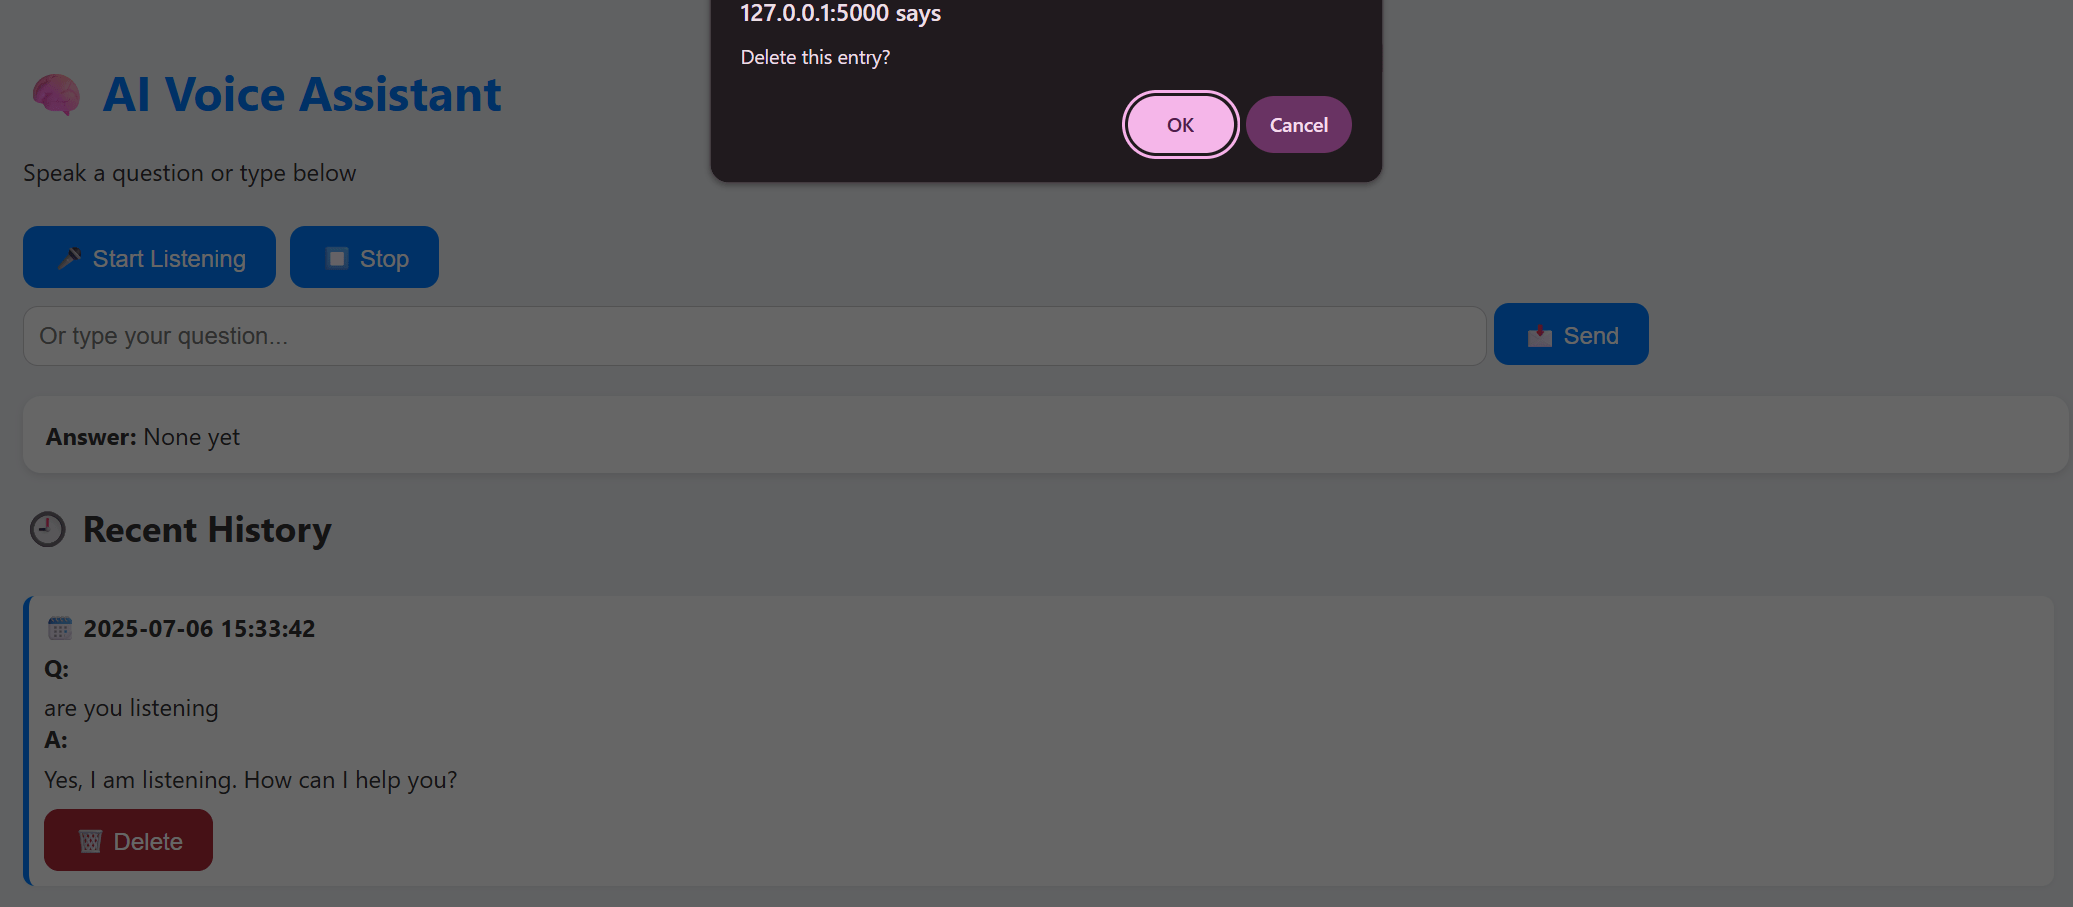 127.0.0.1:5000 says
Delete this entry?
OK Cancel
AI Voice Assistant
Speak a question or type below
Start Listening Stop
Or type your question... Send
Answer: None yet
Recent History
2025-07-06 15:33:42
Q:
are you listening
A:
Yes, I am listening. How can I help you?
Delete